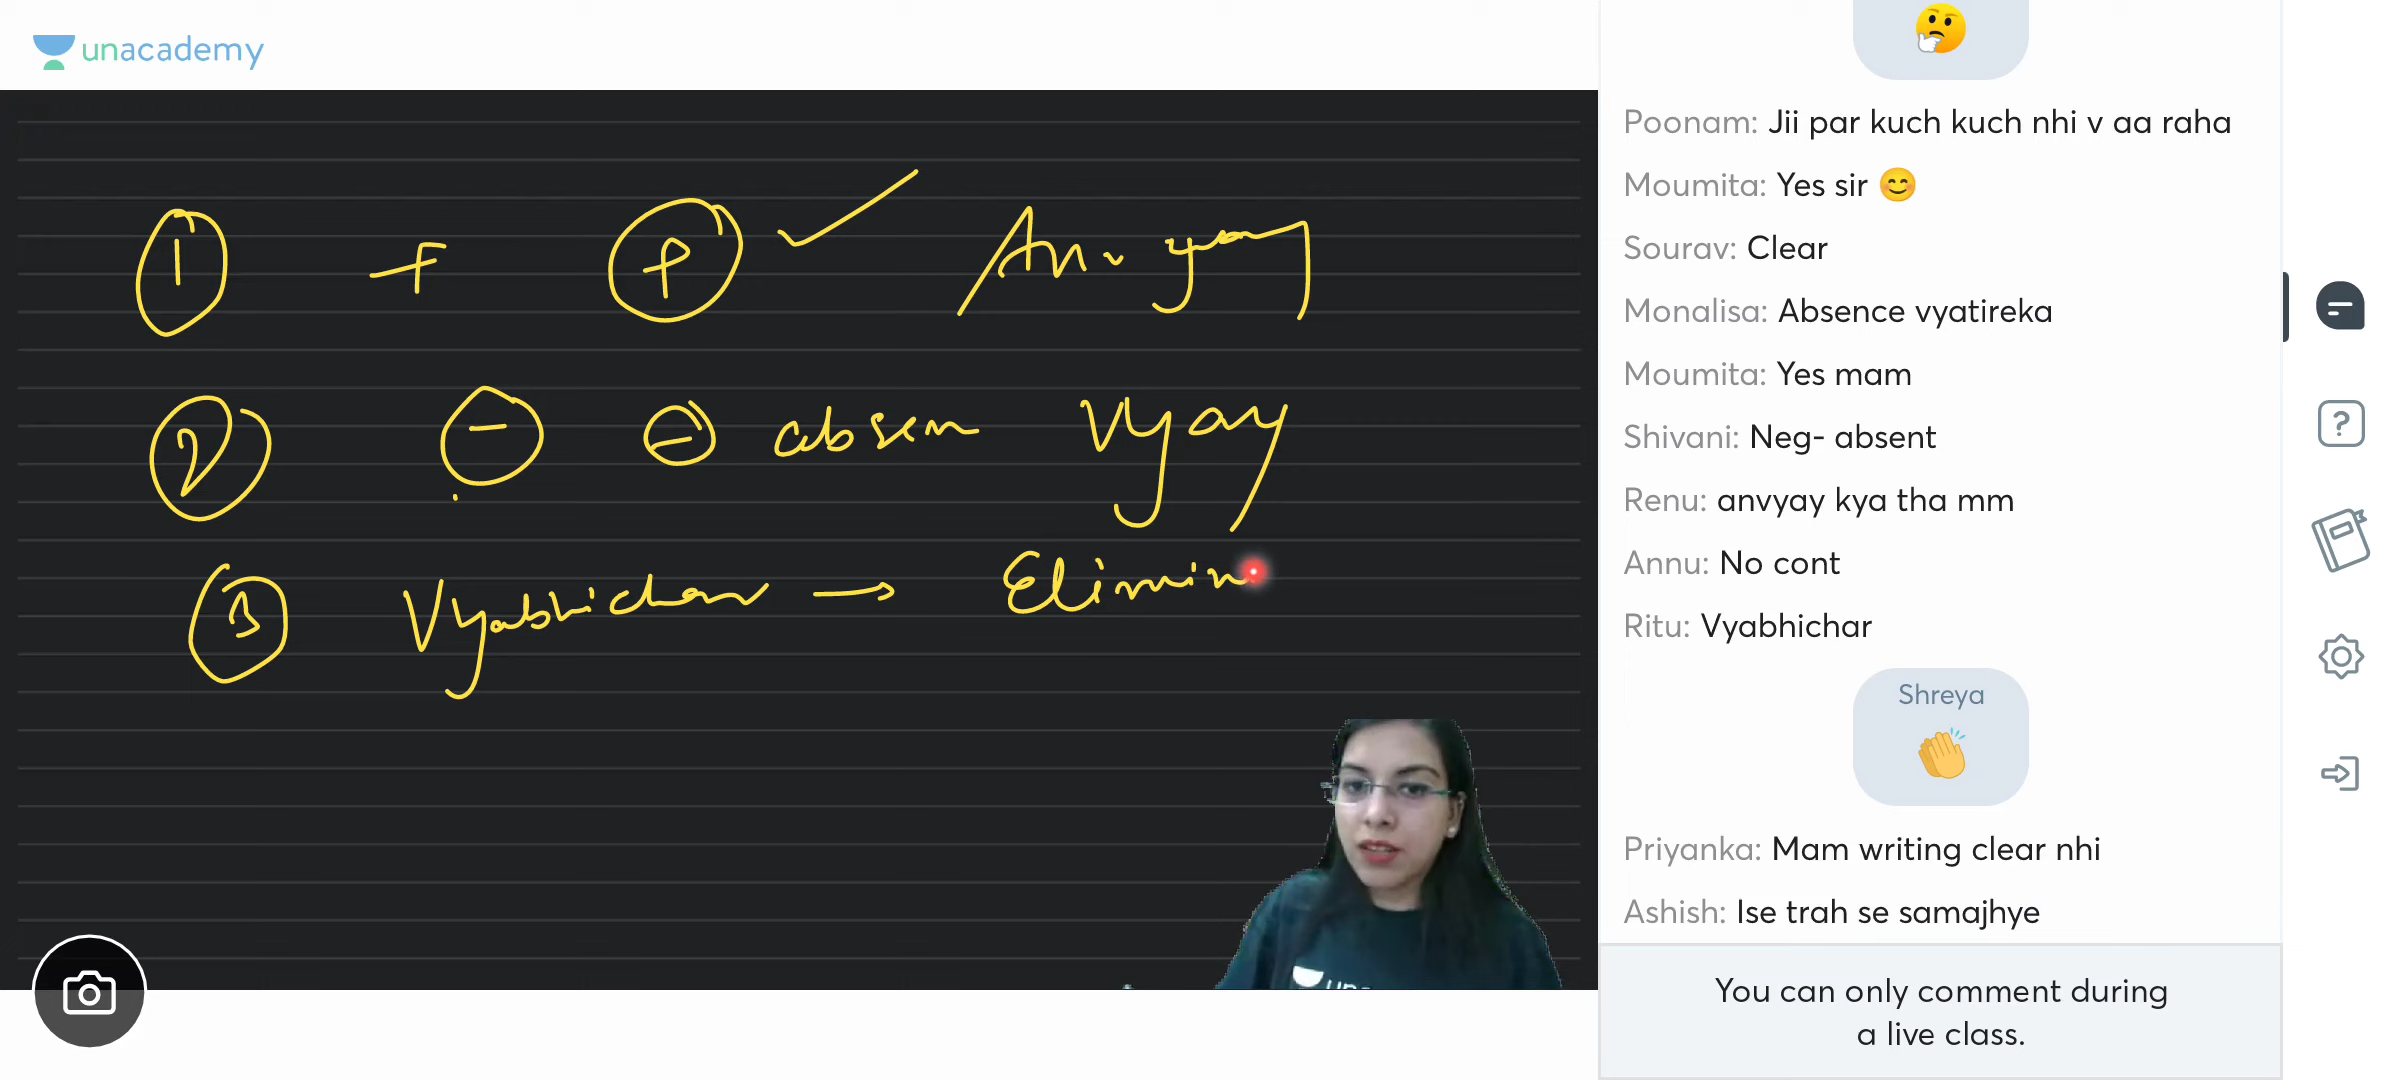 unacademy
① + Ⓟ An.vyay
② ⊖ ⊖ absen Vyay
③ Vyabhichar → Elimin
Poonam: Jii par kuch kuch nhi v aa raha
Moumita: Yes sir 😊
Sourav: Clear
Monalisa: Absence vyatireka
Moumita: Yes mam
Shivani: Neg- absent
Renu: anvyay kya tha mm
Annu: No cont
Ritu: Vyabhichar
Shreya
Priyanka: Mam writing clear nhi
Ashish: Ise trah se samajhye
You can only comment during
a live class.